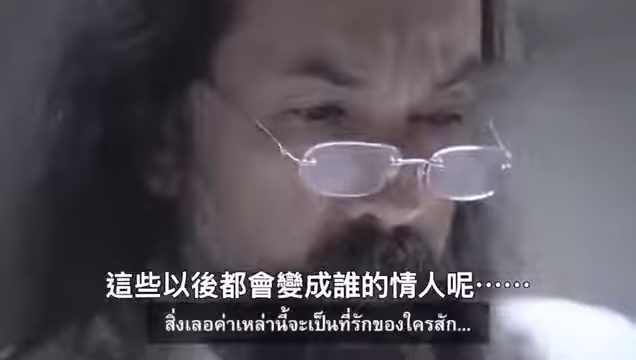 這些以後都會變成誰的情人呢⋯⋯
สิ่งเลอค่าเหล่านี้จะเป็นที่รักของใครสัก...